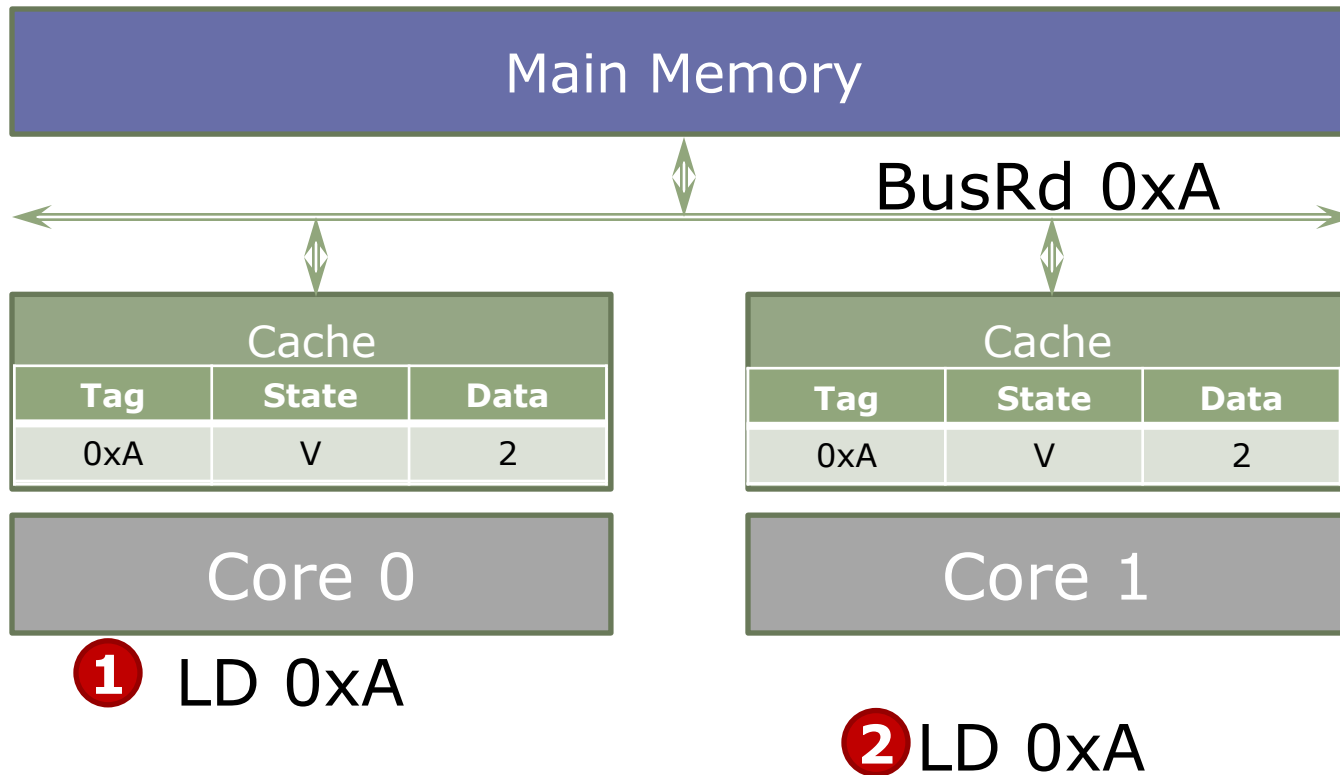 Main Memory
BusRd 0xA
Cache
Tag State Data
0xA V 2
Cache
Tag State Data
0xA V 2
Core 0
Core 1
1 LD 0xA
2 LD 0xA